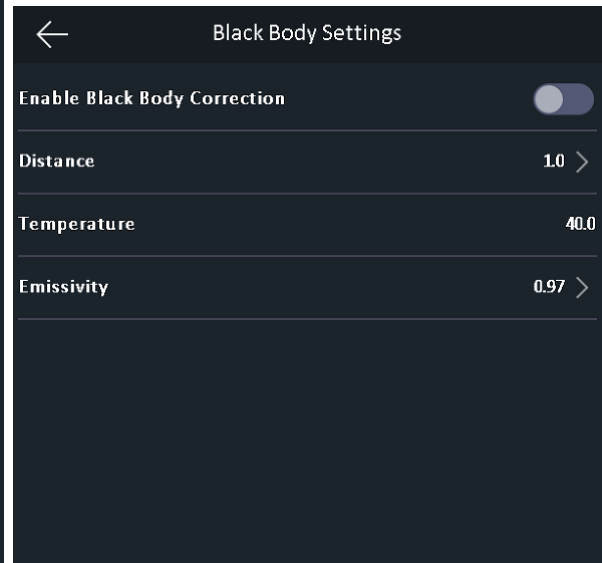 Black Body Settings
Enable Black Body Correction
Distance 1.0
Temperature 40.0
Emissivity 0.97